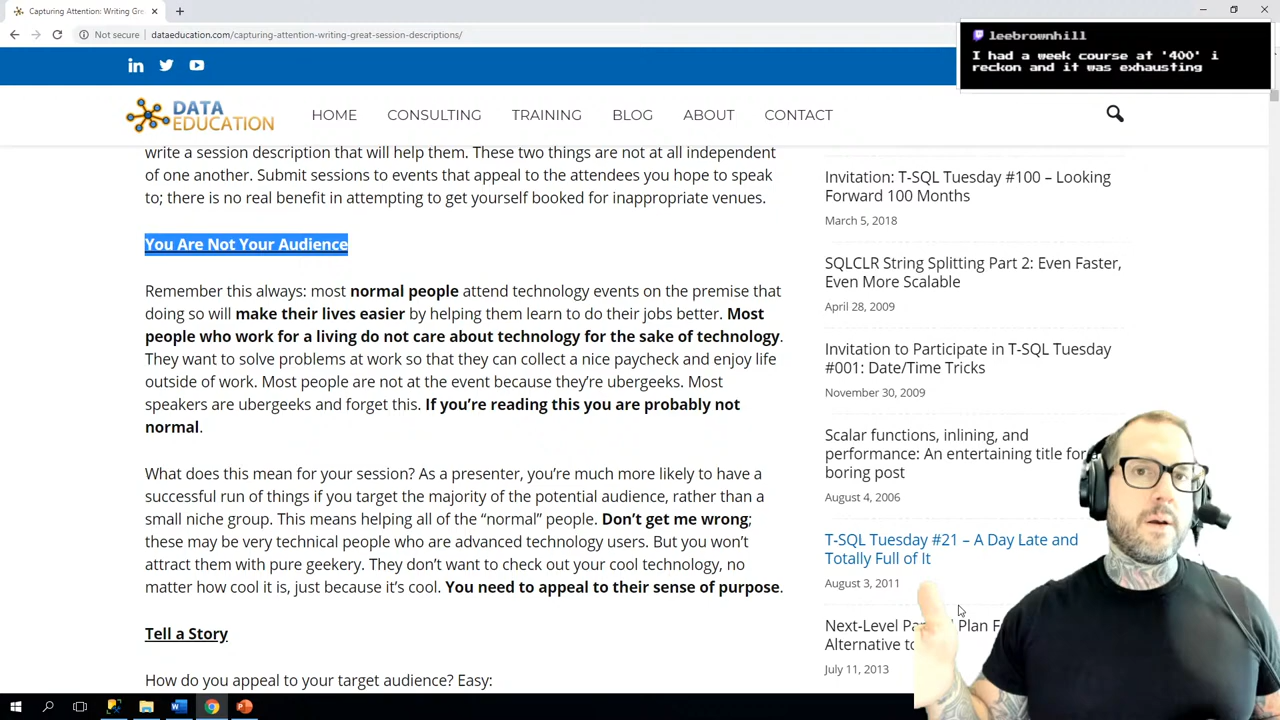 Capturing Attention: Writing Gre
Not secure | dataeducation.com/capturing-attention-writing-great-session-descriptions/
leebrownhill
I had a week course at '400' i
reckon and it was exhausting
DATA
EDUCATION
HOME
CONSULTING
TRAINING
BLOG
ABOUT
CONTACT
write a session description that will help them. These two things are not at all independent
of one another. Submit sessions to events that appeal to the attendees you hope to speak
to; there is no real benefit in attempting to get yourself booked for inappropriate venues.
You Are Not Your Audience
Remember this always: most normal people attend technology events on the premise that
doing so will make their lives easier by helping them learn to do their jobs better. Most
people who work for a living do not care about technology for the sake of technology.
They want to solve problems at work so that they can collect a nice paycheck and enjoy life
outside of work. Most people are not at the event because they're ubergeeks. Most
speakers are ubergeeks and forget this. If you're reading this you are probably not
normal.
What does this mean for your session? As a presenter, you're much more likely to have a
successful run of things if you target the majority of the potential audience, rather than a
small niche group. This means helping all of the “normal” people. Don't get me wrong;
these may be very technical people who are advanced technology users. But you won't
attract them with pure geekery. They don't want to check out your cool technology, no
matter how cool it is, just because it's cool. You need to appeal to their sense of purpose.
Tell a Story
How do you appeal to your target audience? Easy:
Invitation: T-SQL Tuesday #100 – Looking
Forward 100 Months
March 5, 2018
SQLCLR String Splitting Part 2: Even Faster,
Even More Scalable
April 28, 2009
Invitation to Participate in T-SQL Tuesday
#001: Date/Time Tricks
November 30, 2009
Scalar functions, inlining, and
performance: An entertaining title for a
boring post
August 4, 2006
T-SQL Tuesday #21 – A Day Late and
Totally Full of It
August 3, 2011
Next-Level Plan
Alternative to
July 11, 2013